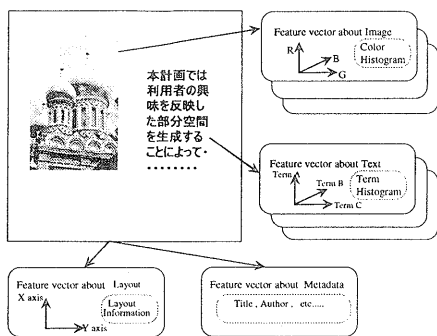 Feature vector about Image
R
B
G
Color
Histogram
本計画では
利用者の興
味を反映し
た部分空間
を生成する
ことによって・
・・・・・・・・
Feature vector about Text
Term A
Term B
Term C
Term
Histogram
Feature vector about Layout
X axis
Y axis
Layout
Information
Feature vector about Metadata
Title , Author , etc.....